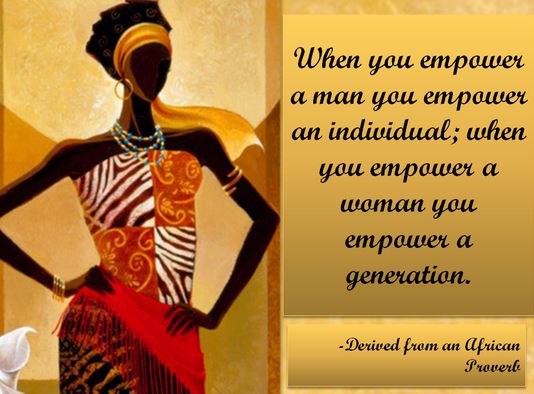 When you empower
a man you empower
an individual; when
you empower a
woman you
empower a
generation.
-Derived from an African
Proverb